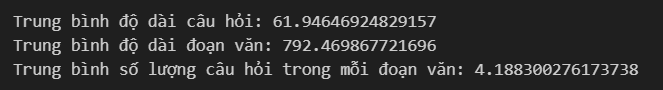 Trung bình độ dài câu hỏi: 61.94646924829157
Trung bình độ dài đoạn văn: 792.469867721696
Trung bình số lượng câu hỏi trong mỗi đoạn văn: 4.188300276173738